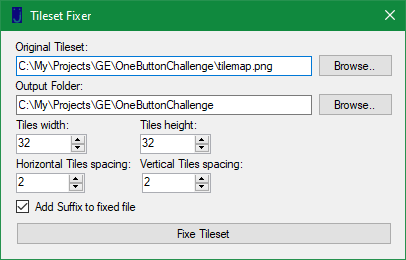 Tileset Fixer
Original Tileset:
C:\My\Projects\GE\OneButtonChallenge\tilemap.png Browse..
Output Folder:
C:\My\Projects\GE\OneButtonChallenge Browse..
Tiles width: Tiles height:
32 32
Horizontal Tiles spacing: Vertical Tiles spacing:
2 2
Add Suffix to fixed file
Fixe Tileset